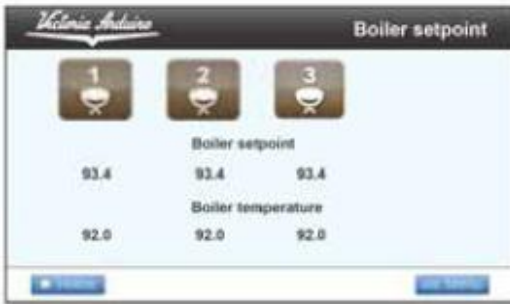 Victoria Arduino
Boiler setpoint
1 2 3
Boiler setpoint
93.4 93.4 93.4
Boiler temperature
92.0 92.0 92.0